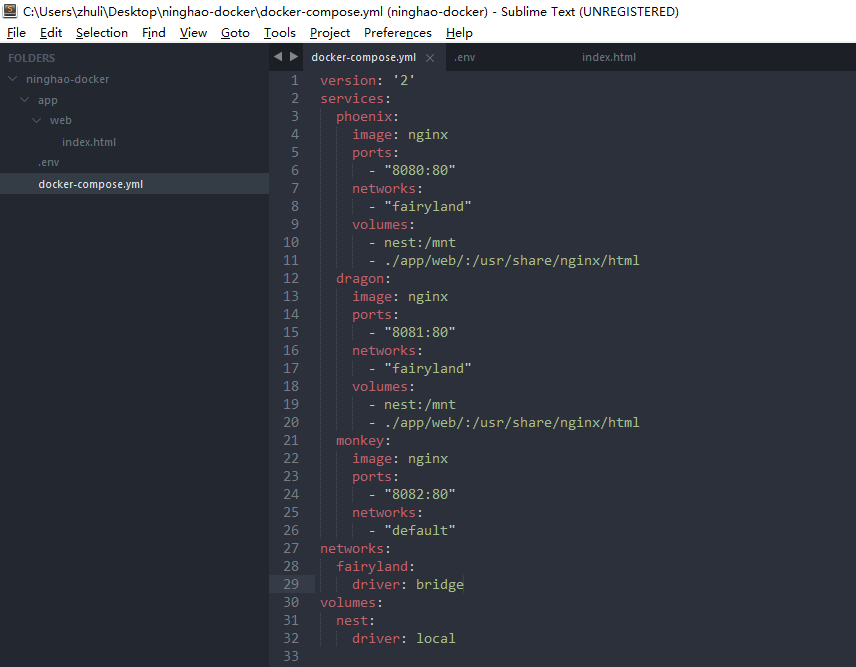 C:\Users\zhuli\Desktop\ninghao-docker\docker-compose.yml (ninghao-docker) - Sublime Text (UNREGISTERED)
File Edit Selection Find View Goto Tools Project Preferences Help
FOLDERS
ninghao-docker
app
web
index.html
.env
docker-compose.yml
docker-compose.yml .env index.html
1 version: '2'
2 services:
3   phoenix:
4     image: nginx
5     ports:
6       - "8080:80"
7     networks:
8       - "fairyland"
9     volumes:
10       - nest:/mnt
11       - ./app/web/:/usr/share/nginx/html
12   dragon:
13     image: nginx
14     ports:
15       - "8081:80"
16     networks:
17       - "fairyland"
18     volumes:
19       - nest:/mnt
20       - ./app/web/:/usr/share/nginx/html
21   monkey:
22     image: nginx
23     ports:
24       - "8082:80"
25     networks:
26       - "default"
27 networks:
28   fairyland:
29     driver: bridge
30 volumes:
31   nest:
32     driver: local
33